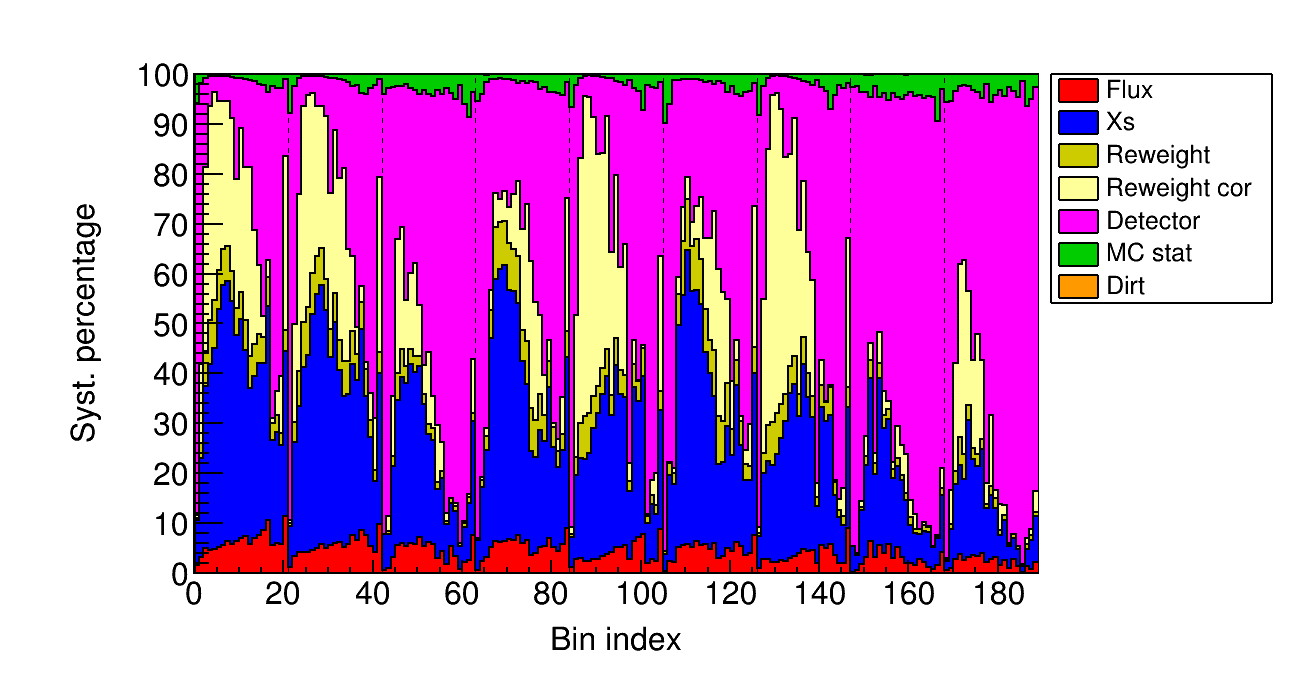 Syst. percentage
100
90
80
70
60
50
40
30
20
10
0
0 20 40 60 80 100 120 140 160 180
Bin index
Flux
Xs
Reweight
Reweight cor
Detector
MC stat
Dirt